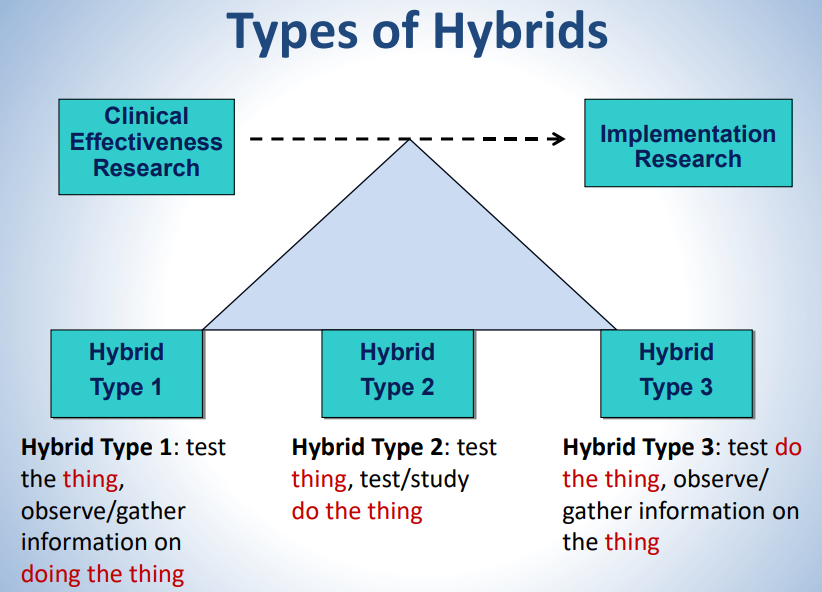 Types of Hybrids
Clinical
Effectiveness
Research
Implementation
Research
Hybrid
Type 1
Hybrid
Type 2
Hybrid
Type 3
Hybrid Type 1: test
the thing,
observe/gather
information on
doing the thing
Hybrid Type 2: test
thing, test/study
do the thing
Hybrid Type 3: test do
the thing, observe/
gather information on
the thing